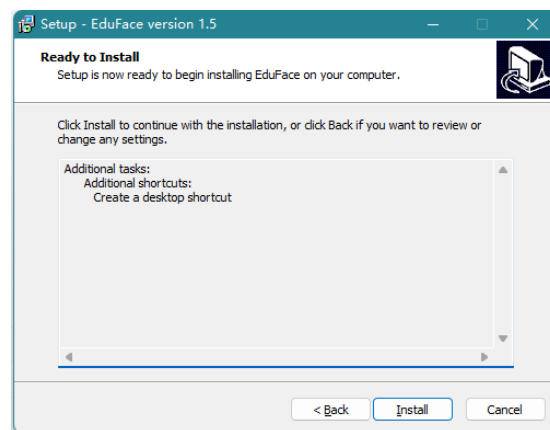 Setup - EduFace version 1.5
Ready to Install
Setup is now ready to begin installing EduFace on your computer.
Click Install to continue with the installation, or click Back if you want to review or
change any settings.
Additional tasks:
Additional shortcuts:
Create a desktop shortcut
< Back
Install
Cancel